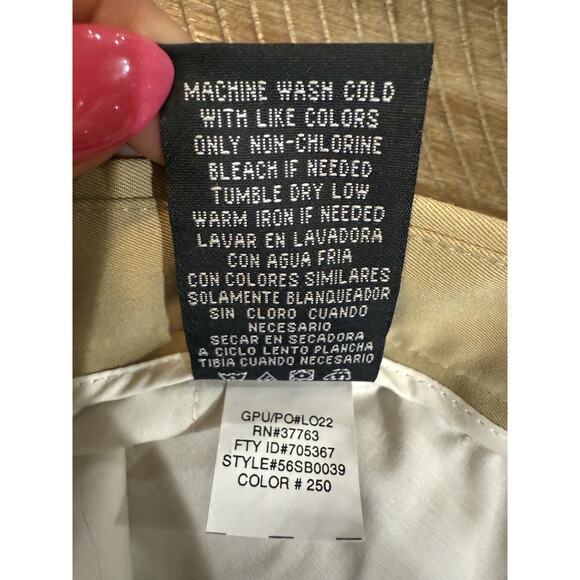 MACHINE WASH COLD
WITH LIKE COLORS
ONLY NON-CHLORINE
BLEACH IF NEEDED
TUMBLE DRY LOW
WARM IRON IF NEEDED
LAVAR EN LAVADORA
CON AGUA FRIA
CON COLORES SIMILARES
SOLAMENTE BLANQUEADOR
SIN CLORO CUANDO
NECESARIO
SECAR EN SECADORA
A CICLO LENTO PLANCHA
TIBIA CUANDO NECESARIO
GPU/PO#LO22
RN#37763
FTY ID#705367
STYLE#56SB0039
COLOR # 250